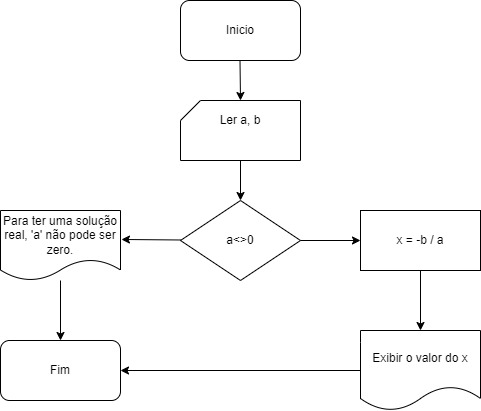 Inicio
Ler a, b
Para ter uma solução
real, 'a' não pode ser
zero.
a<>0
x = -b / a
Exibir o valor do x
Fim